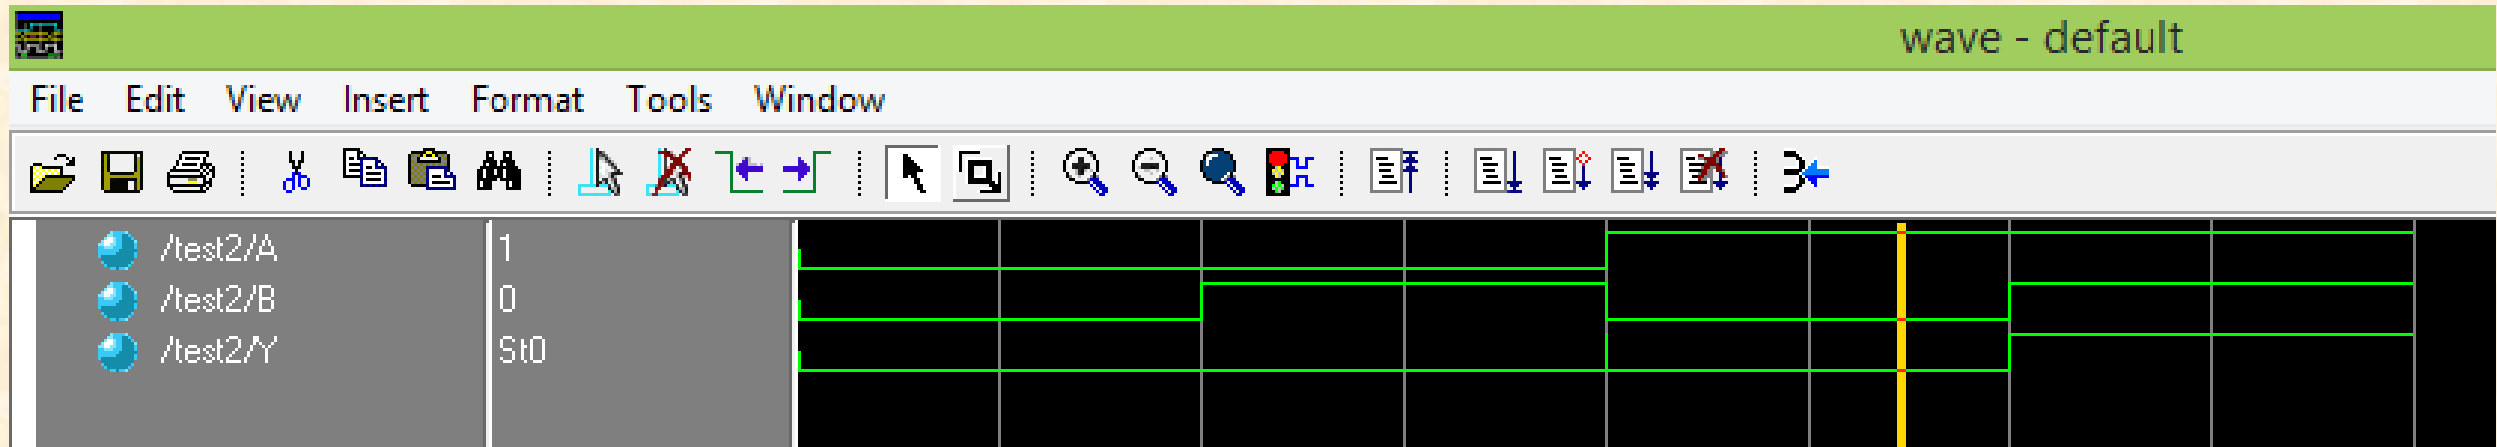 wave - default
File Edit View Insert Format Tools Window
/test2/A 1
/test2/B 0
/test2/Y St0